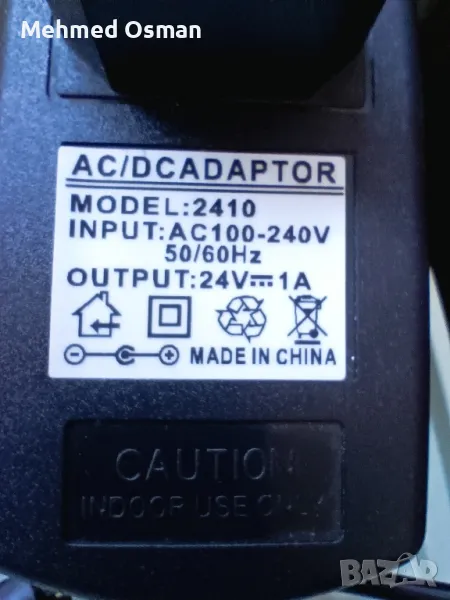 Mehmed Osman
AC/DCADAPTOR
MODEL:2410
INPUT:AC100-240V
50/60Hz
OUTPUT:24V⎓1A
MADE IN CHINA
CAUTION
INDOOR USE ONLY
bazar